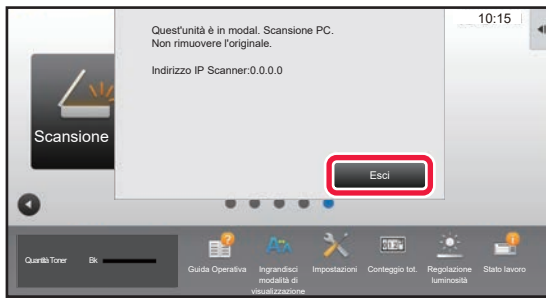 Quest'unità è in modal. Scansione PC.
Non rimuovere l'originale.
Indirizzo IP Scanner:0.0.0.0
10:15
Scansione
Esci
Quantità Toner
Bk
Guida Operativa
Ingrandisci
modalità di
visualizzazione
Impostazioni
Conteggio tot.
Regolazione
luminosità
Stato lavoro